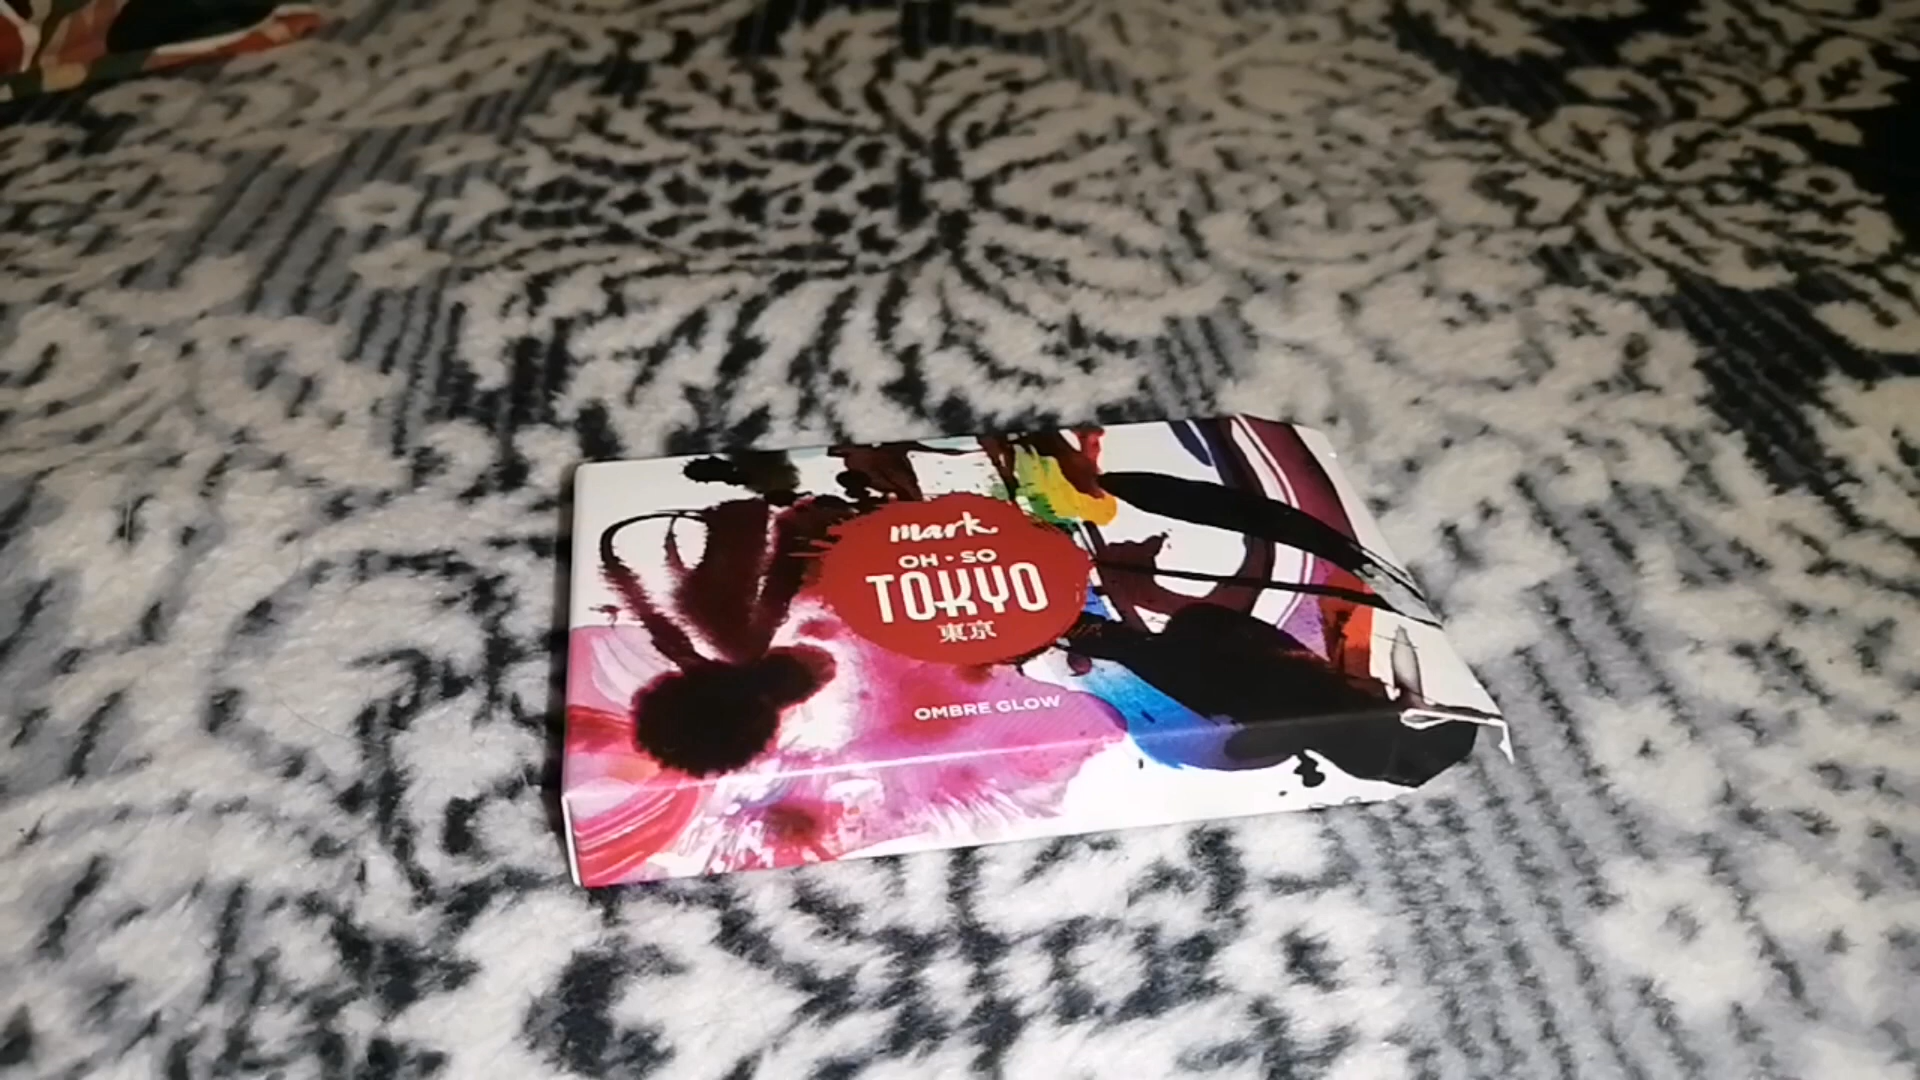 mark.
OH • SO
TOKYO
東京
OMBRE GLOW